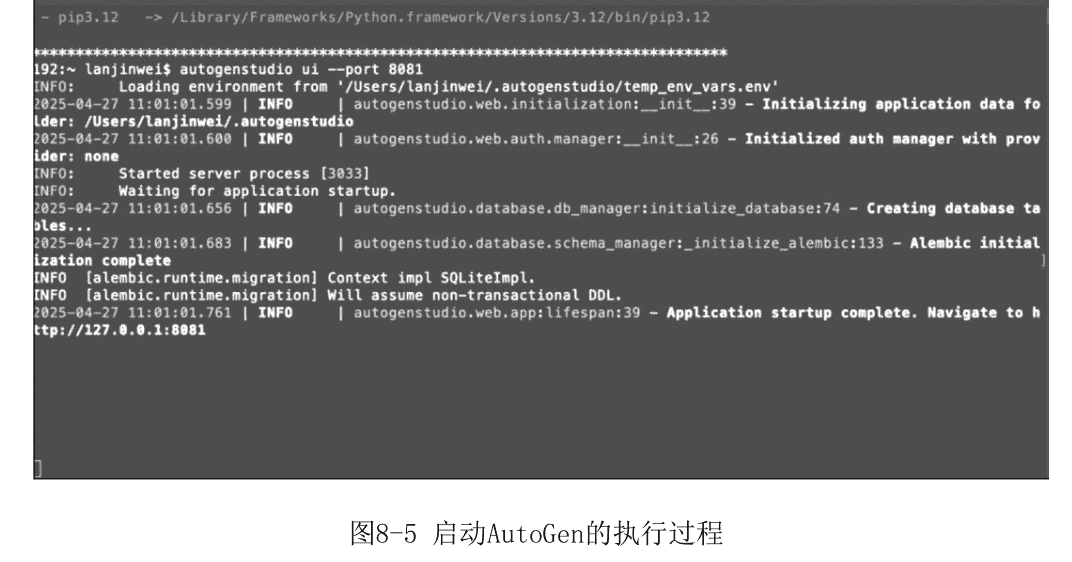 - pip3.12   -> /Library/Frameworks/Python.framework/Versions/3.12/bin/pip3.12
********************************************************************************
192:~ lanjinwei$ autogenstudio ui --port 8081
INFO:     Loading environment from '/Users/lanjinwei/.autogenstudio/temp_env_vars.env'
2025-04-27 11:01:01.599 | INFO     | autogenstudio.web.initialization:__init__:39 - Initializing application data fo
lder: /Users/lanjinwei/.autogenstudio
2025-04-27 11:01:01.600 | INFO     | autogenstudio.web.auth.manager:__init__:26 - Initialized auth manager with prov
ider: none
INFO:     Started server process [3033]
INFO:     Waiting for application startup.
2025-04-27 11:01:01.656 | INFO     | autogenstudio.database.db_manager:initialize_database:74 - Creating database ta
bles...
2025-04-27 11:01:01.683 | INFO     | autogenstudio.database.schema_manager:_initialize_alembic:133 - Alembic initial
ization complete
INFO  [alembic.runtime.migration] Context impl SQLiteImpl.
INFO  [alembic.runtime.migration] Will assume non-transactional DDL.
2025-04-27 11:01:01.761 | INFO     | autogenstudio.web.app:lifespan:39 - Application startup complete. Navigate to h
ttp://127.0.0.1:8081
图8-5 启动AutoGen的执行过程